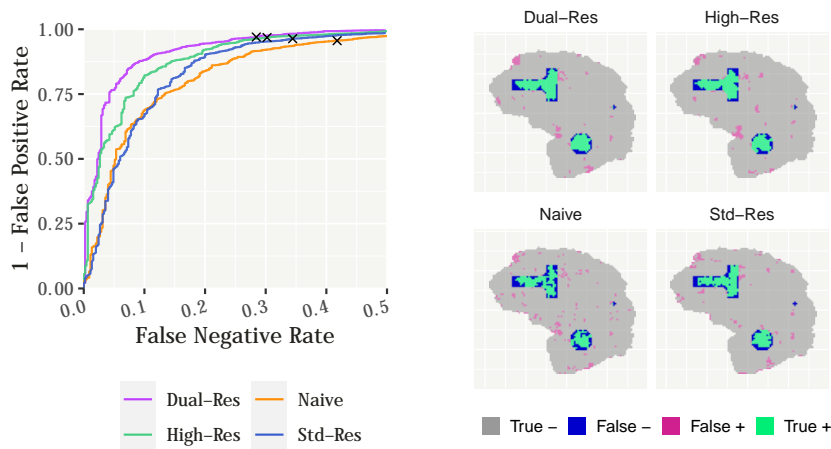 1 − False Positive Rate
1.00
0.75
0.50
0.25
0.00
0.0 0.1 0.2 0.3 0.4 0.5
False Negative Rate
Dual−Res Naive
High−Res Std−Res
Dual−Res High−Res
Naive Std−Res
True − False − False + True +